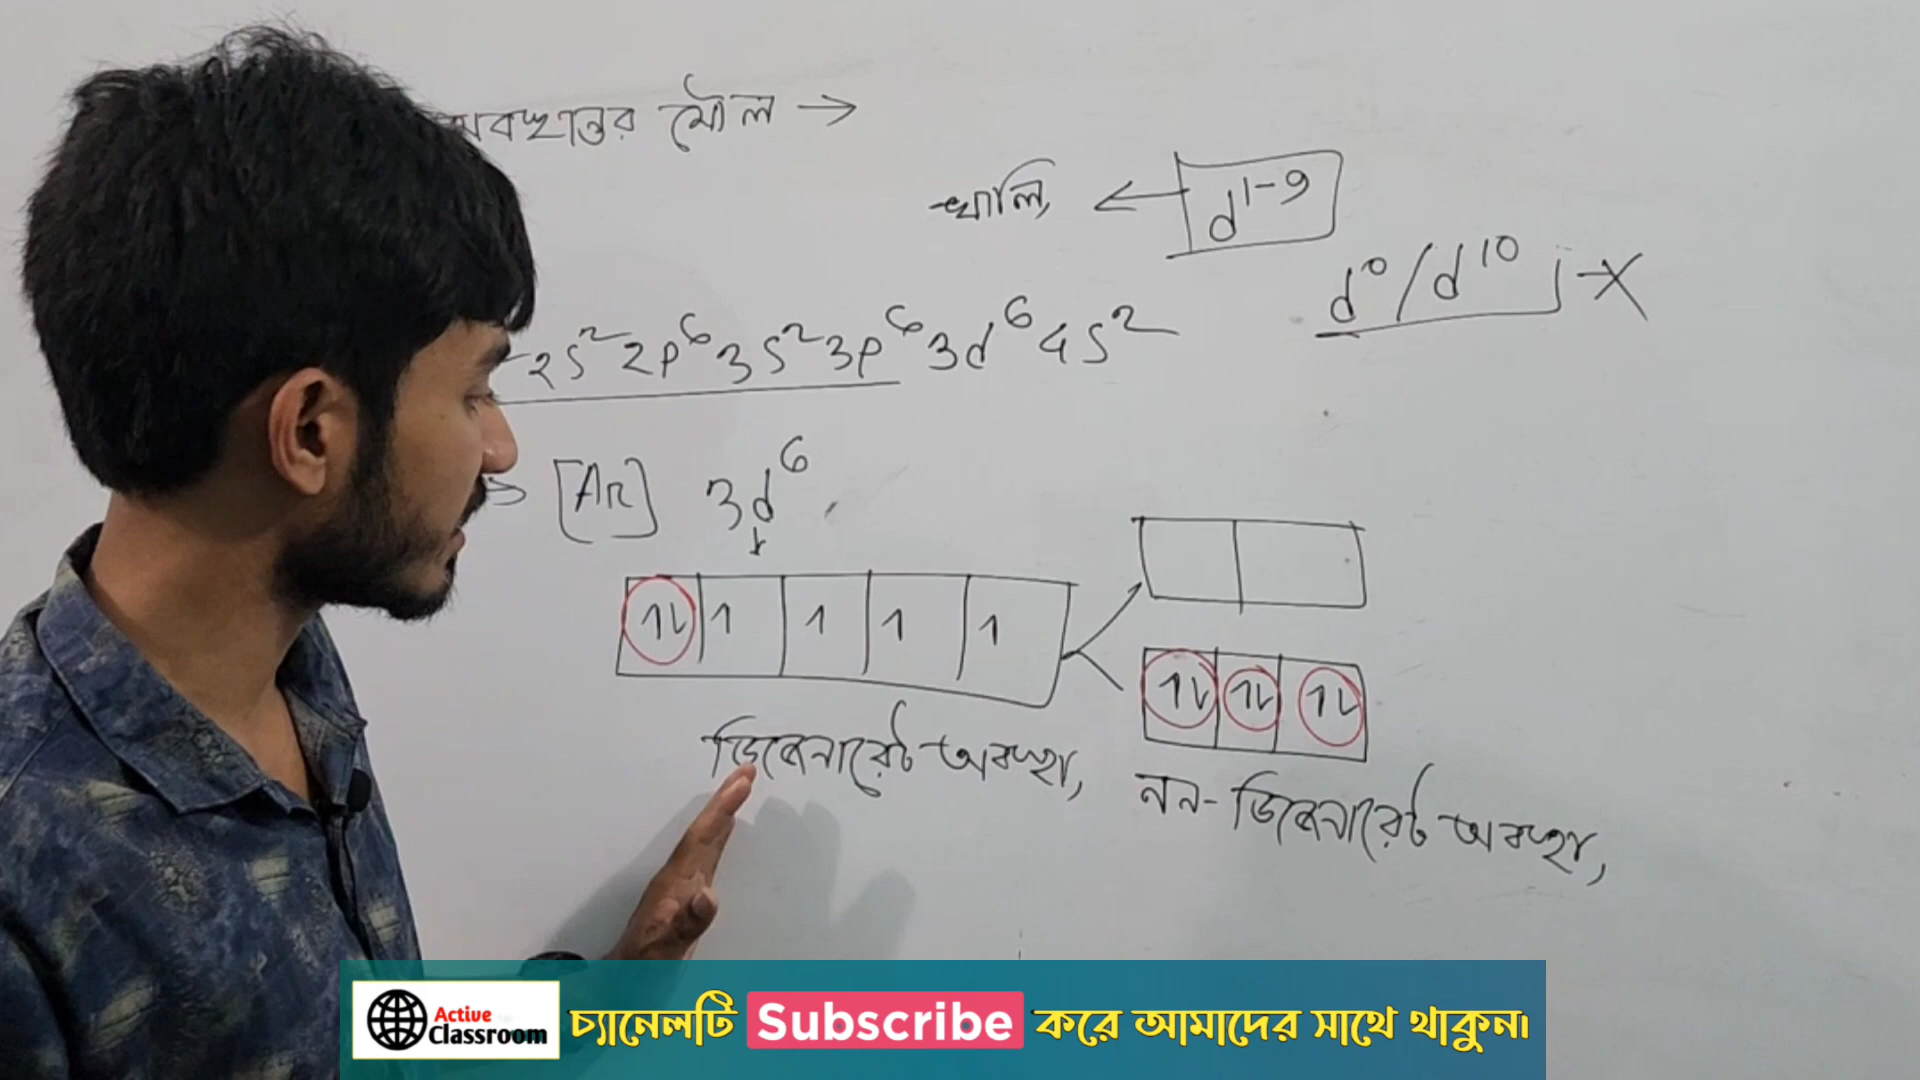 অবস্থান্তর মৌল →
খালি, ← d¹⁻⁹
d⁰/d¹⁰ ] -X
2s² 2p⁶ 3s² 3p⁶ 3d⁶ 4s²
→ [Ar] 3d⁶
↓
1L 1 1 1 1
1L 1L 1L
ডিজেনারেট অবস্থা,
নন-ডিজেনারেট অবস্থা,
Active Classroom
চ্যানেলটি Subscribe করে আমাদের সাথে থাকুন।